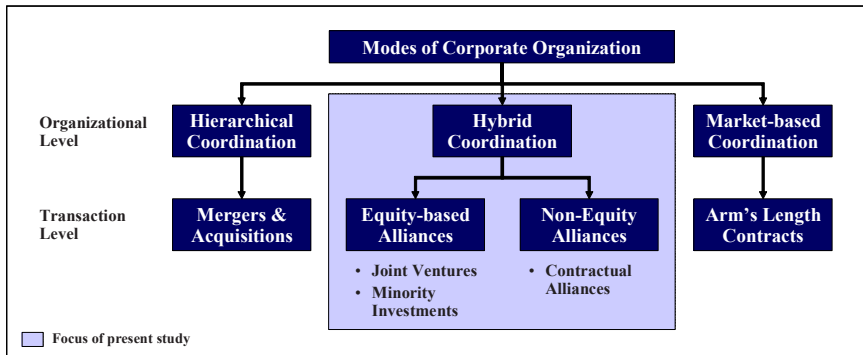 Modes of Corporate Organization
Organizational
Level
Hierarchical
Coordination
Hybrid
Coordination
Market-based
Coordination
Transaction
Level
Mergers &
Acquisitions
Equity-based
Alliances
Non-Equity
Alliances
Arm's Length
Contracts
• Joint Ventures
• Minority
Investments
• Contractual
Alliances
Focus of present study